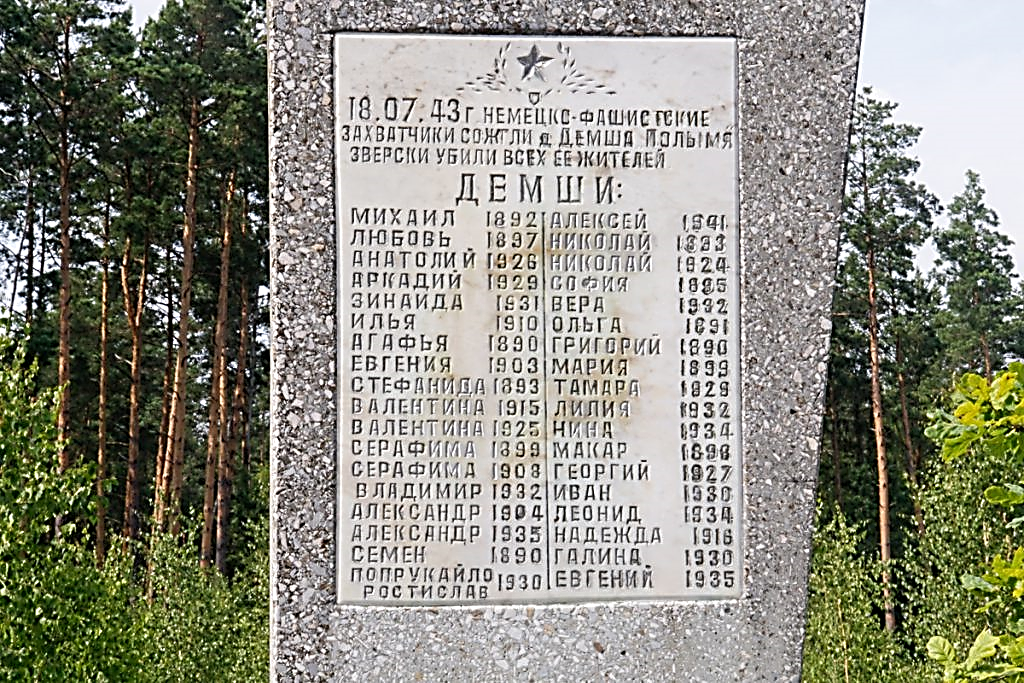 18.07.43г. НЕМЕЦКО-ФАШИСТСКИЕ
ЗАХВАТЧИКИ СОЖГЛИ д ДЕМША ПОЛЫМЯ
ЗВЕРСКИ УБИЛИ ВСЕХ ЕЕ ЖИТЕЛЕЙ
ДЕМШИ:
МИХАИЛ 1892 АЛЕКСЕЙ 1941
ЛЮБОВЬ 1897 НИКОЛАЙ 1893
АНАТОЛИЙ 1926 НИКОЛАЙ 1924
АРКАДИЙ 1929 СОФИЯ 1885
ЗИНАИДА 1931 ВЕРА 1932
ИЛЬЯ 1910 ОЛЬГА 1891
АГАФЬЯ 1890 ГРИГОРИЙ 1890
ЕВГЕНИЯ 1903 МАРИЯ 1899
СТЕФАНИДА 1893 ТАМАРА 1929
ВАЛЕНТИНА 1915 ЛИЛИЯ 1932
ВАЛЕНТИНА 1925 НИНА 1934
СЕРАФИМА 1899 МАКАР 1898
СЕРАФИМА 1908 ГЕОРГИЙ 1927
ВЛАДИМИР 1932 ИВАН 1930
АЛЕКСАНДР 1904 ЛЕОНИД 1934
АЛЕКСАНДР 1935 НАДЕЖДА 1916
СЕМЕН 1890 ГАЛИНА 1930
ПОПРУКАЙЛО 1930 ЕВГЕНИЙ 1935
РОСТИСЛАВ